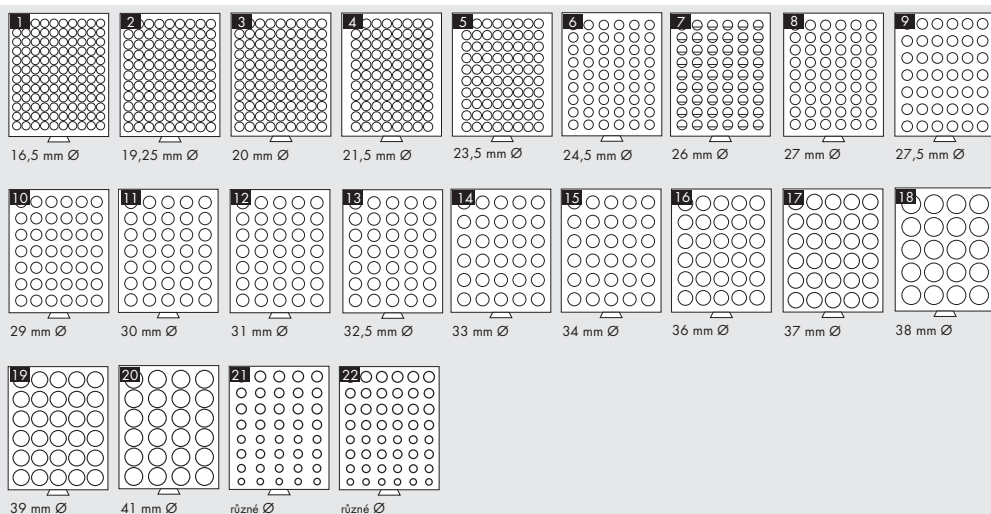 1 2 3 4 5 6 7 8 9
16,5 mm Ø 19,25 mm Ø 20 mm Ø 21,5 mm Ø 23,5 mm Ø 24,5 mm Ø 26 mm Ø 27 mm Ø 27,5 mm Ø
10 11 12 13 14 15 16 17 18
29 mm Ø 30 mm Ø 31 mm Ø 32,5 mm Ø 33 mm Ø 34 mm Ø 36 mm Ø 37 mm Ø 38 mm Ø
19 20 21 22
39 mm Ø 41 mm Ø různé Ø různé Ø